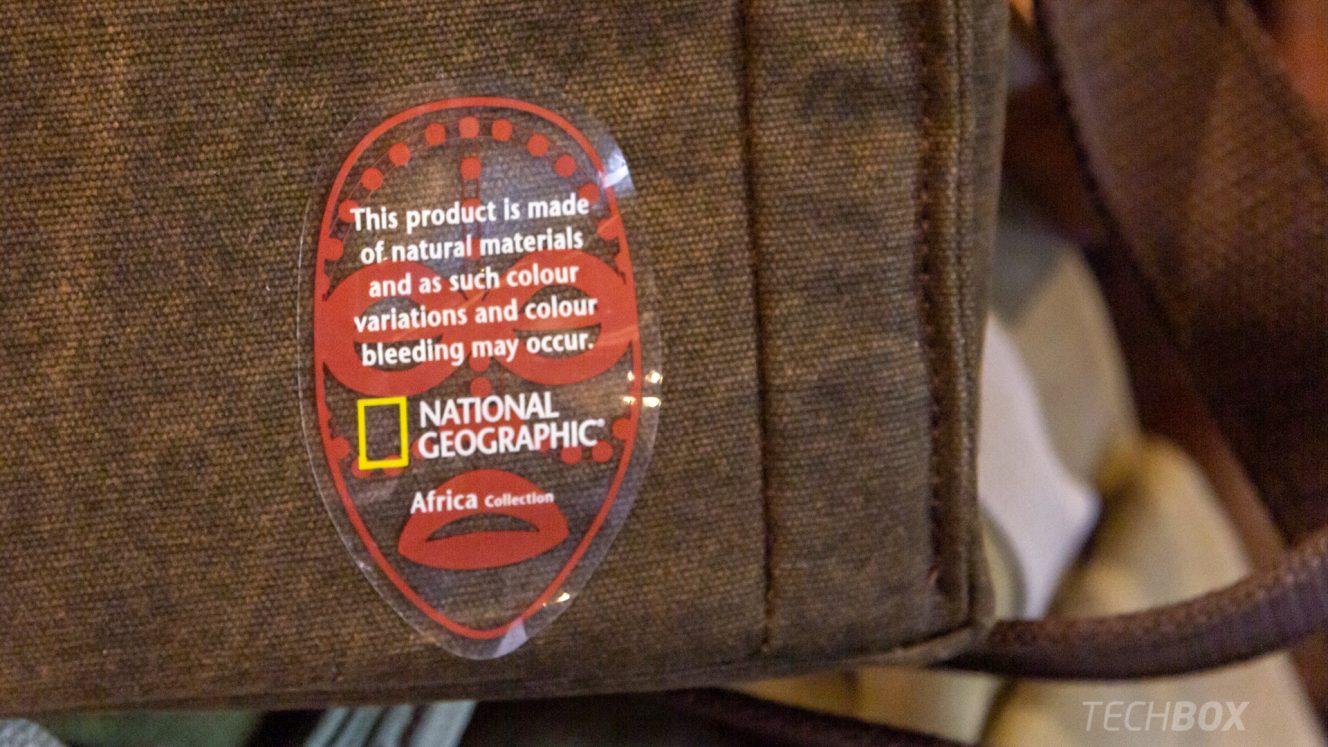 This product is made
of natural materials
and as such colour
variations and colour
bleeding may occur.
NATIONAL
GEOGRAPHIC®
Africa Collection
TECHBOX